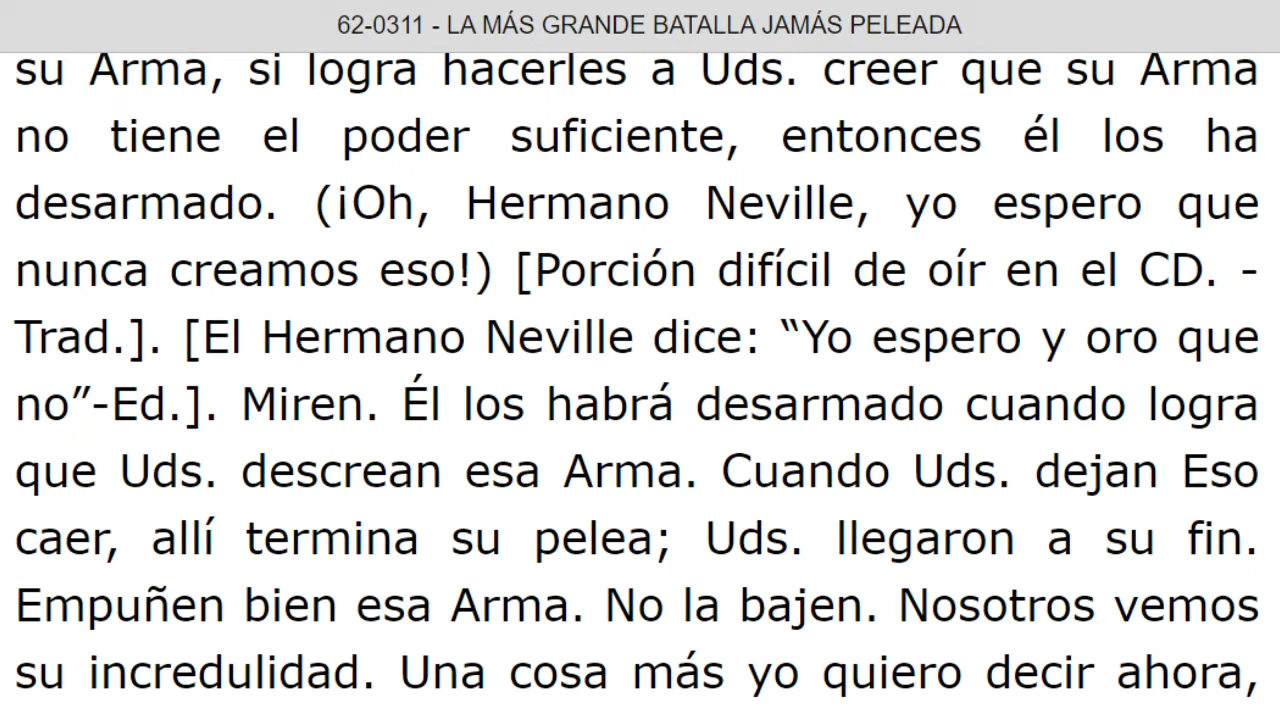 62-0311 - LA MÁS GRANDE BATALLA JAMÁS PELEADA
su Arma, si logra hacerles a Uds. creer que su Arma
no tiene el poder suficiente, entonces él los ha
desarmado. (¡Oh, Hermano Neville, yo espero que
nunca creamos eso!) [Porción difícil de oír en el CD. -
Trad.]. [El Hermano Neville dice: “Yo espero y oro que
no”-Ed.]. Miren. Él los habrá desarmado cuando logra
que Uds. descrean esa Arma. Cuando Uds. dejan Eso
caer, allí termina su pelea; Uds. llegaron a su fin.
Empuñen bien esa Arma. No la bajen. Nosotros vemos
su incredulidad. Una cosa más yo quiero decir ahora,